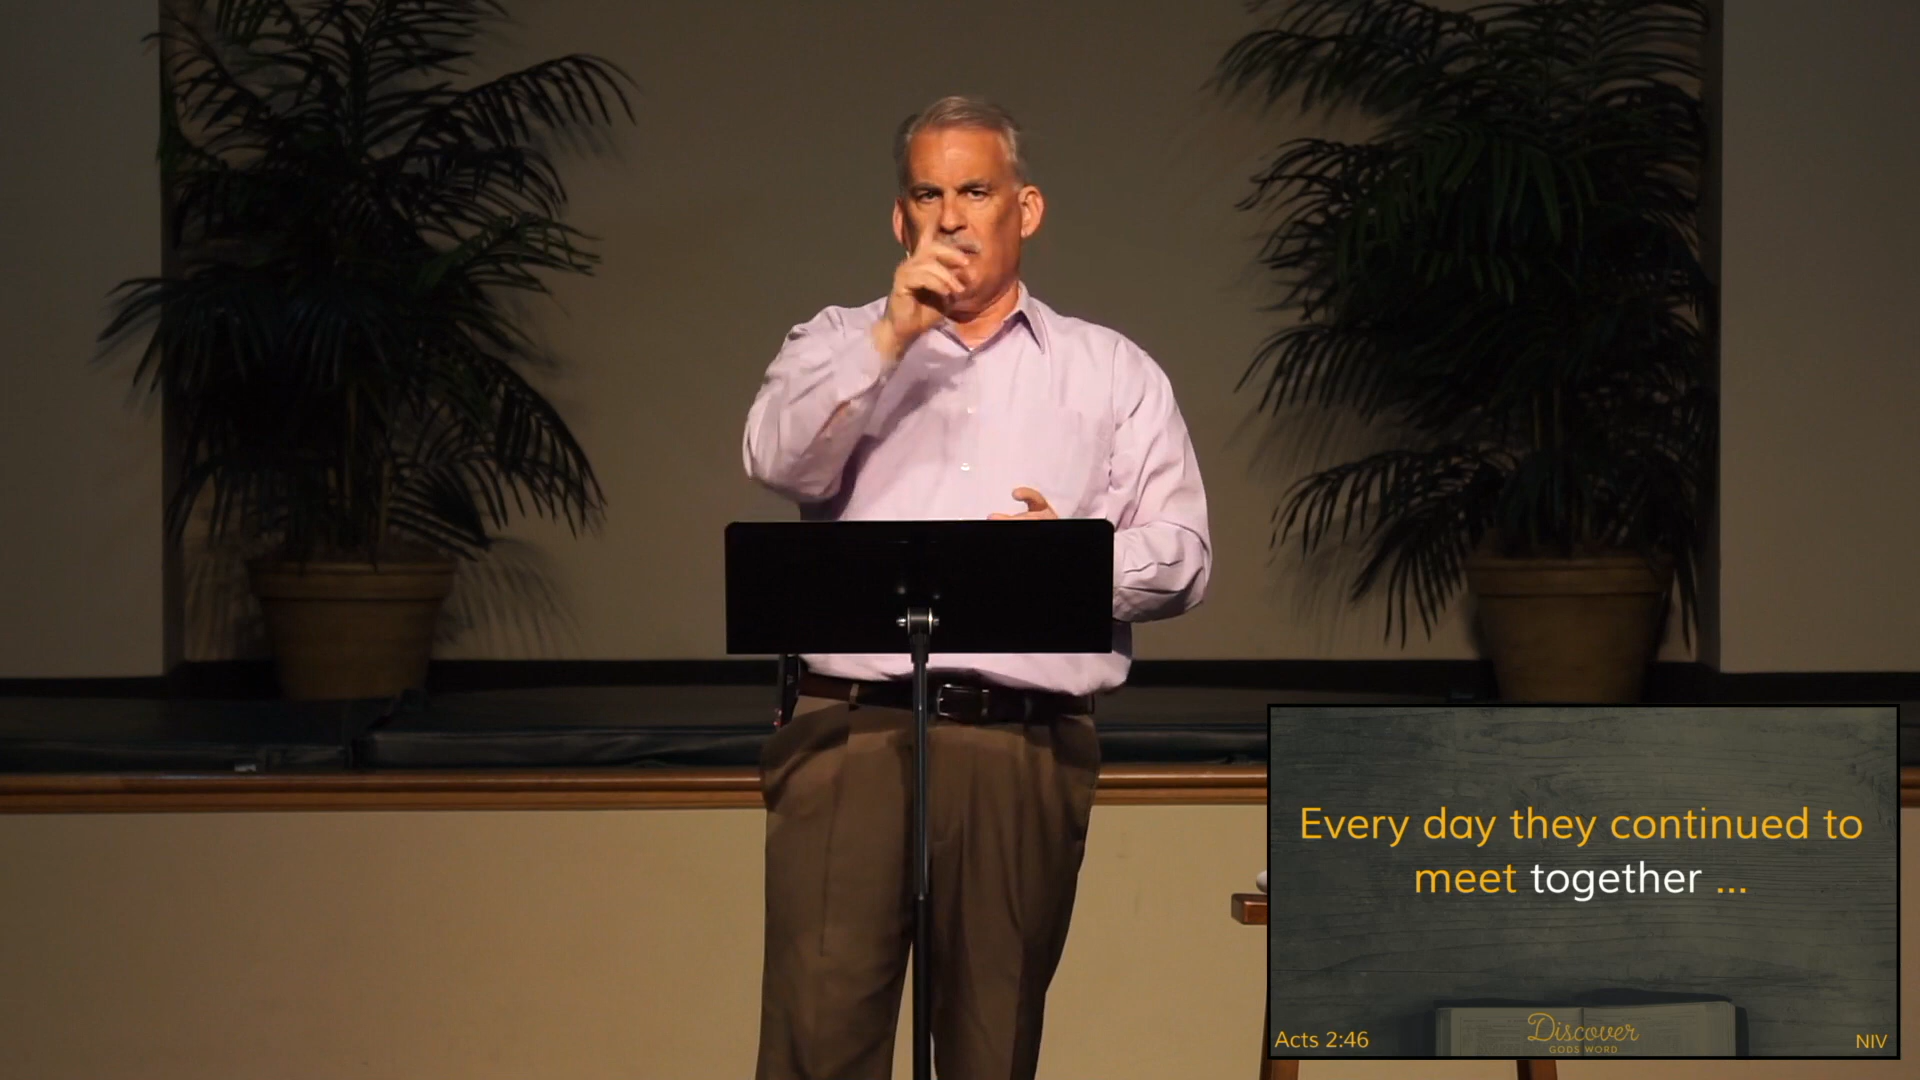 Every day they continued to
meet together ...
Acts 2:46
Discover
GODS WORD
NIV